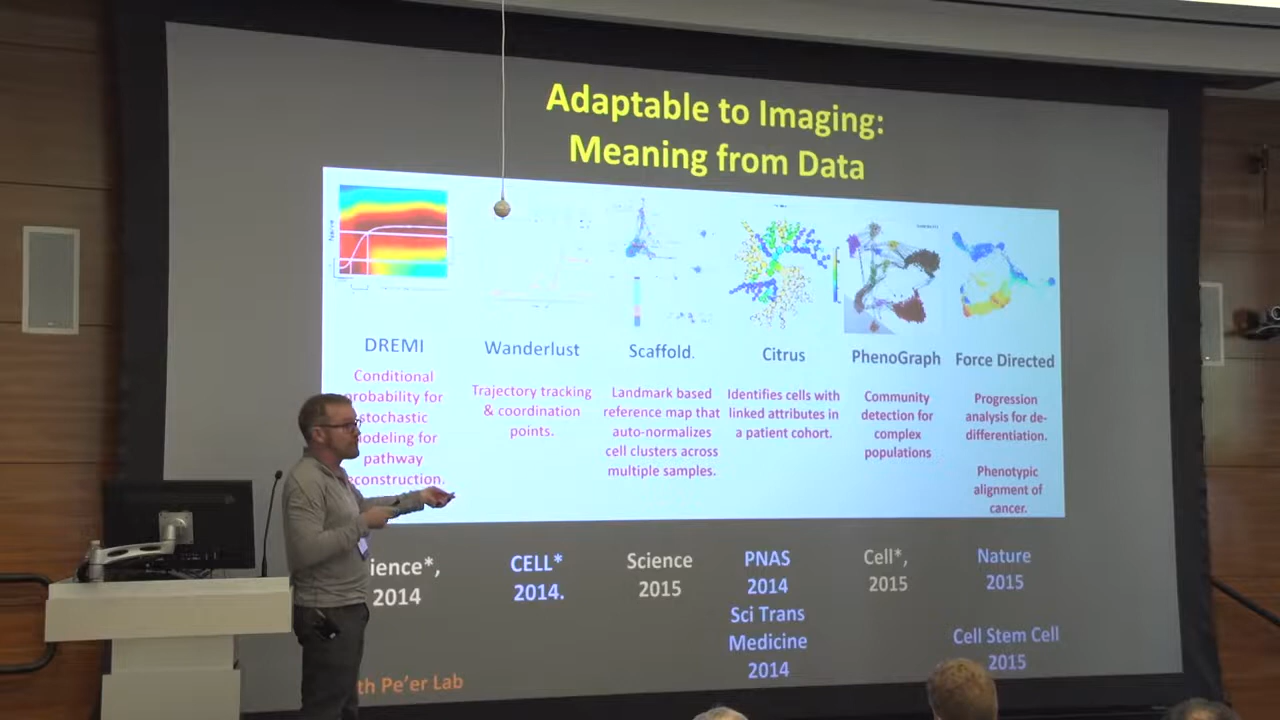 Adaptable to Imaging:
Meaning from Data
DREMI
Conditional
robability for
stochastic
odeling for
pathway
econstruction.
Wanderlust
Trajectory tracking
& coordination
points.
Scaffold.
Landmark based
reference map that
auto-normalizes
cell clusters across
multiple samples.
Citrus
Identifies cells with
linked attributes in
a patient cohort.
PhenoGraph
Community
detection for
complex
populations
Force Directed
Progression
analysis for de-
differentiation.
Phenotypic
alignment of
cancer.
ience*,
2014
CELL*
2014.
Science
2015
PNAS
2014
Sci Trans
Medicine
2014
Cell*,
2015
Nature
2015
Cell Stem Cell
2015
th Pe'er Lab